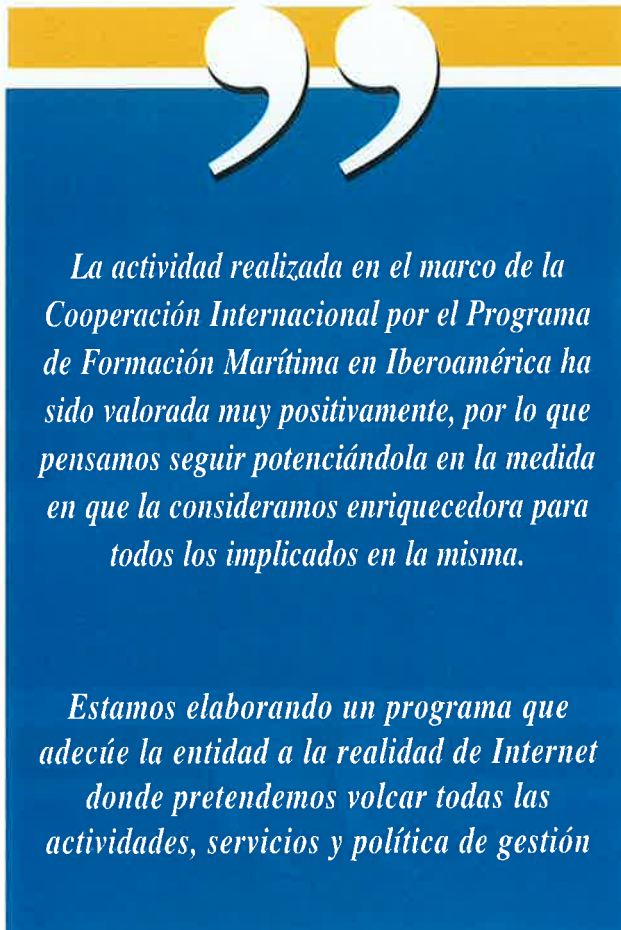 ”
La actividad realizada en el marco de la
Cooperación Internacional por el Programa
de Formación Marítima en Iberoamérica ha
sido valorada muy positivamente, por lo que
pensamos seguir potenciándola en la medida
en que la consideramos enriquecedora para
todos los implicados en la misma.
Estamos elaborando un programa que
adecúe la entidad a la realidad de Internet
donde pretendemos volcar todas las
actividades, servicios y política de gestión